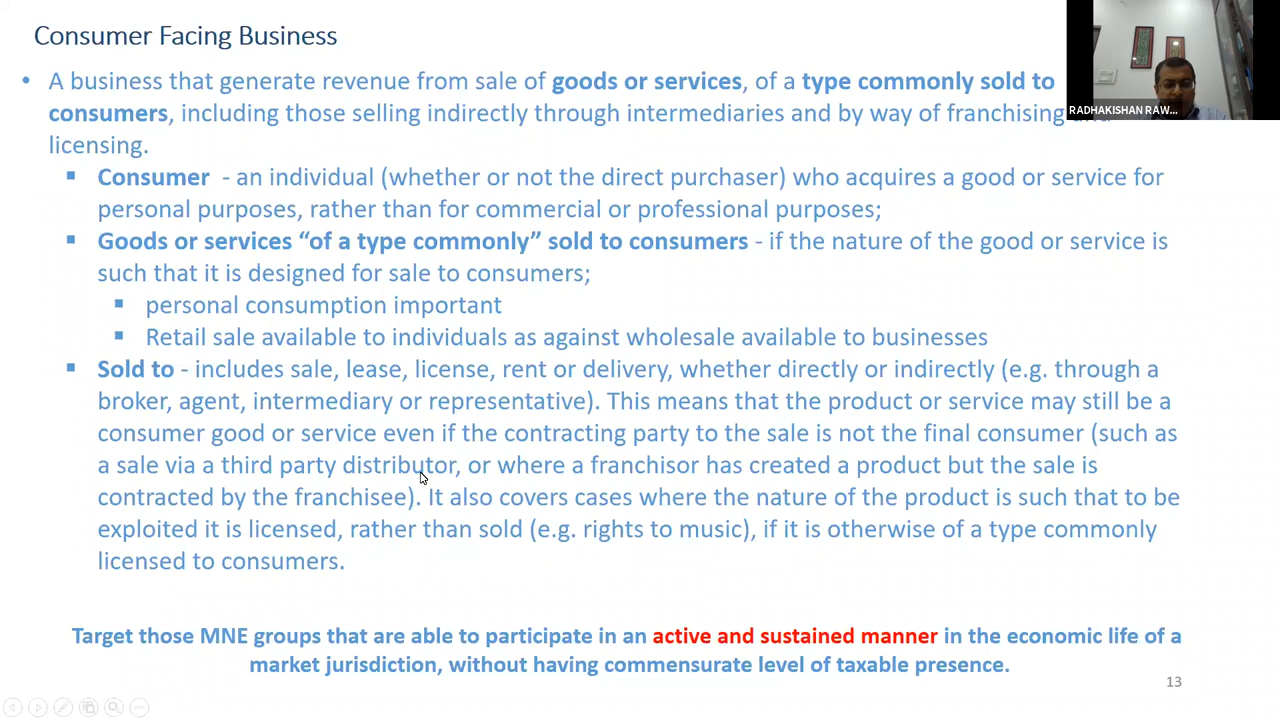 Consumer Facing Business
• A business that generate revenue from sale of goods or services, of a type commonly sold to
consumers, including those selling indirectly through intermediaries and by way of franchising and
licensing.
▪ Consumer - an individual (whether or not the direct purchaser) who acquires a good or service for
personal purposes, rather than for commercial or professional purposes;
▪ Goods or services “of a type commonly” sold to consumers - if the nature of the good or service is
such that it is designed for sale to consumers;
▪ personal consumption important
▪ Retail sale available to individuals as against wholesale available to businesses
▪ Sold to - includes sale, lease, license, rent or delivery, whether directly or indirectly (e.g. through a
broker, agent, intermediary or representative). This means that the product or service may still be a
consumer good or service even if the contracting party to the sale is not the final consumer (such as
a sale via a third party distributor, or where a franchisor has created a product but the sale is
contracted by the franchisee). It also covers cases where the nature of the product is such that to be
exploited it is licensed, rather than sold (e.g. rights to music), if it is otherwise of a type commonly
licensed to consumers.
Target those MNE groups that are able to participate in an active and sustained manner in the economic life of a
market jurisdiction, without having commensurate level of taxable presence.
13
RADHAKISHAN RAW...